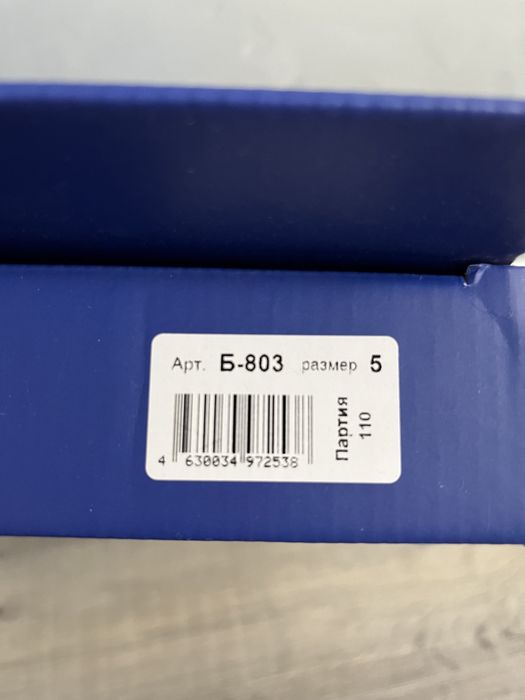 Арт. Б-803 размер 5
4 630034 972538
Партия
110